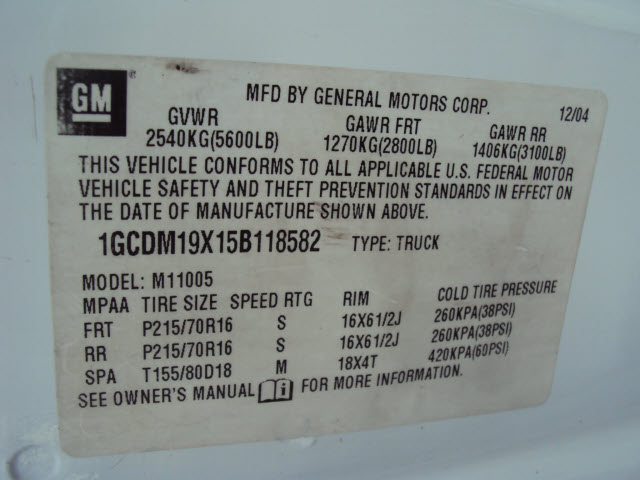 GM
MFD BY GENERAL MOTORS CORP. 12/04
GVWR GAWR FRT GAWR RR
2540KG(5600LB) 1270KG(2800LB) 1406KG(3100LB)
THIS VEHICLE CONFORMS TO ALL APPLICABLE U.S. FEDERAL MOTOR
VEHICLE SAFETY AND THEFT PREVENTION STANDARDS IN EFFECT ON
THE DATE OF MANUFACTURE SHOWN ABOVE.
1GCDM19X15B118582 TYPE: TRUCK
MODEL: M11005
MPAA TIRE SIZE SPEED RTG RIM COLD TIRE PRESSURE
FRT P215/70R16 S 16X61/2J 260KPA(38PSI)
RR P215/70R16 S 16X61/2J 260KPA(38PSI)
SPA T155/80D18 M 18X4T 420KPA(60PSI)
SEE OWNER'S MANUAL i FOR MORE INFORMATION.